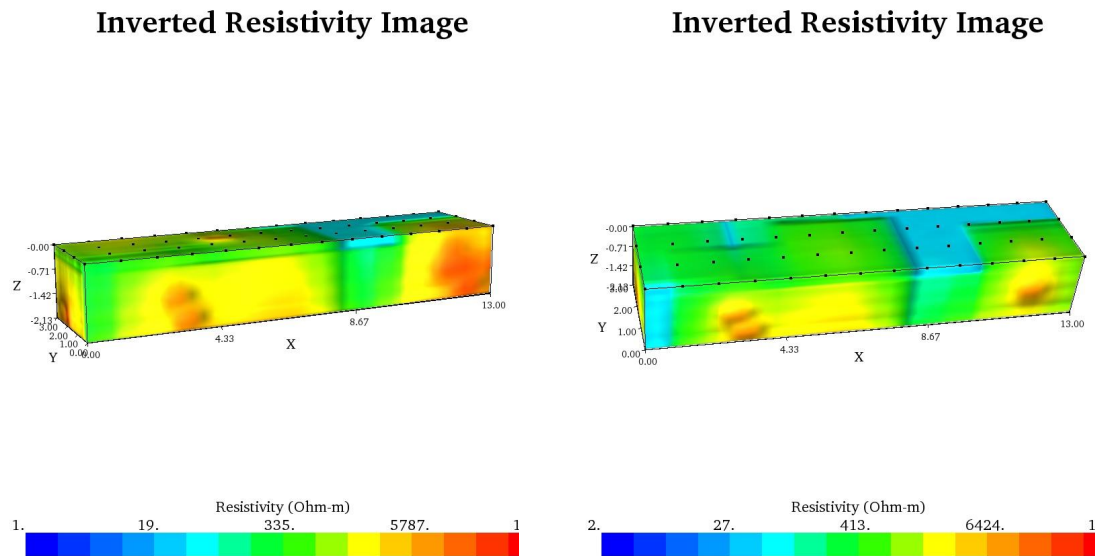 Inverted Resistivity Image
-0.00
-0.71
Z
-1.42
-2.13
3.00
2.00
1.00
Y
0.00
4.33
X
8.67
13.00
Resistivity (Ohm-m)
1. 19. 335. 5787. 1
Inverted Resistivity Image
-0.00
-0.71
Z
-1.42
2.00
Y
1.00
0.00
0.00
4.33
X
8.67
13.00
Resistivity (Ohm-m)
2. 27. 413. 6424. 1